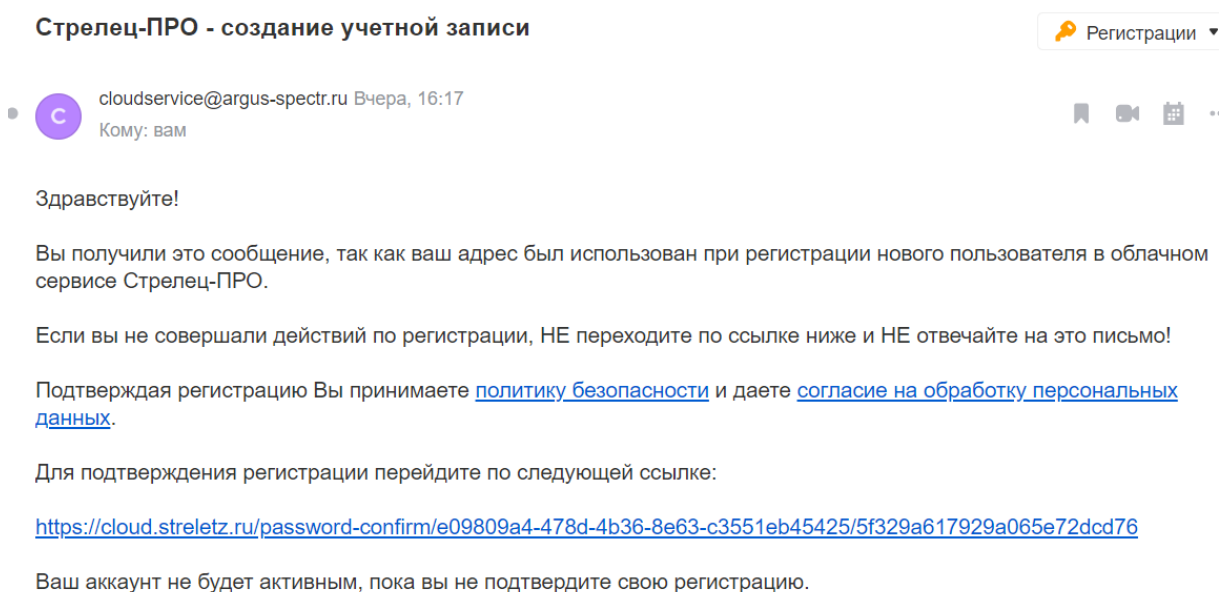 Стрелец-ПРО - создание учетной записи
Регистрации
С
cloudservice@argus-spectr.ru Вчера, 16:17
Кому: вам
Здравствуйте!
Вы получили это сообщение, так как ваш адрес был использован при регистрации нового пользователя в облачном
сервисе Стрелец-ПРО.
Если вы не совершали действий по регистрации, НЕ переходите по ссылке ниже и НЕ отвечайте на это письмо!
Подтверждая регистрацию Вы принимаете политику безопасности и даете согласие на обработку персональных
данных.
Для подтверждения регистрации перейдите по следующей ссылке:
https://cloud.streletz.ru/password-confirm/e09809a4-478d-4b36-8e63-c3551eb45425/5f329a617929a065e72dcd76
Ваш аккаунт не будет активным, пока вы не подтвердите свою регистрацию.